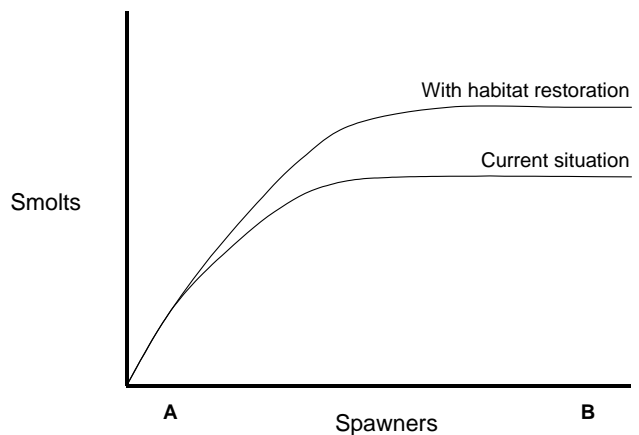 With habitat restoration
Current situation
Smolts
A
B
Spawners